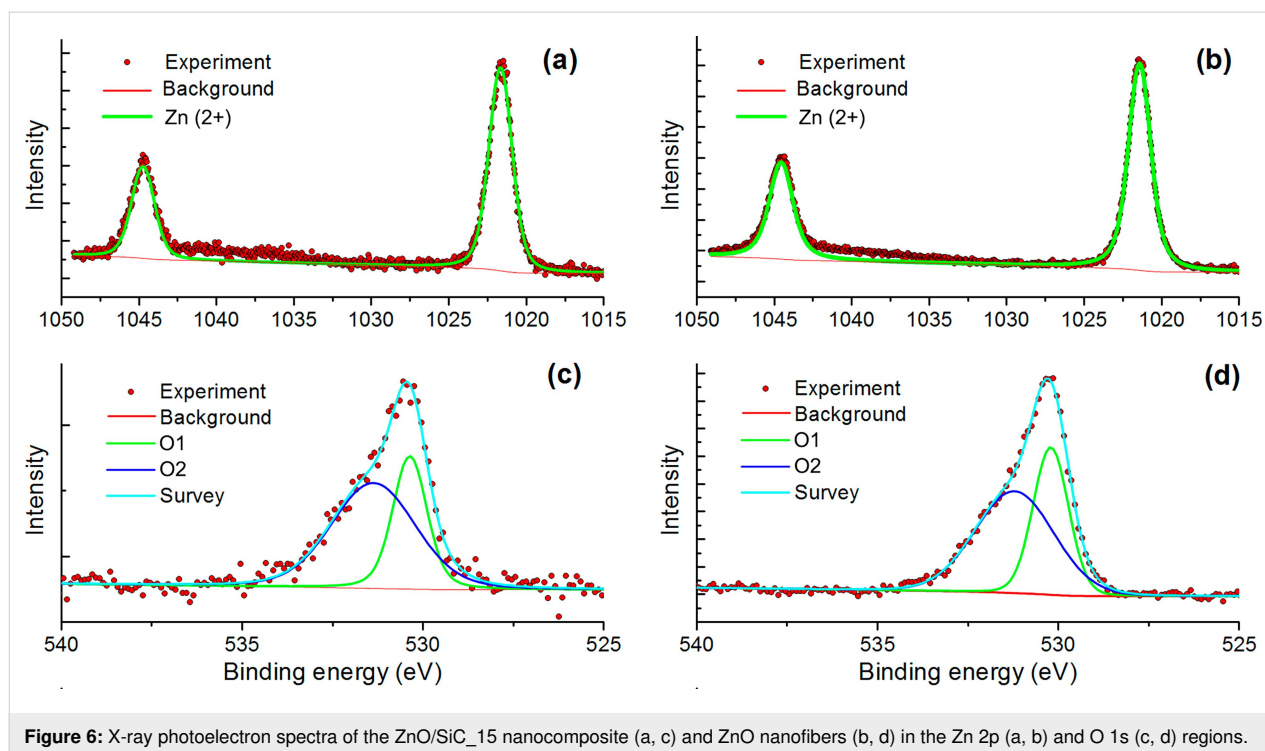 (a)
Experiment
Background
Zn (2+)
Intensity
1050 1045 1040 1035 1030 1025 1020 1015
(b)
Experiment
Background
Zn (2+)
Intensity
1050 1045 1040 1035 1030 1025 1020 1015
(c)
Experiment
Background
O1
O2
Survey
Intensity
540 535 530 525
Binding energy (eV)
(d)
Experiment
Background
O1
O2
Survey
Intensity
540 535 530 525
Binding energy (eV)
Figure 6: X-ray photoelectron spectra of the ZnO/SiC_15 nanocomposite (a, c) and ZnO nanofibers (b, d) in the Zn 2p (a, b) and O 1s (c, d) regions.